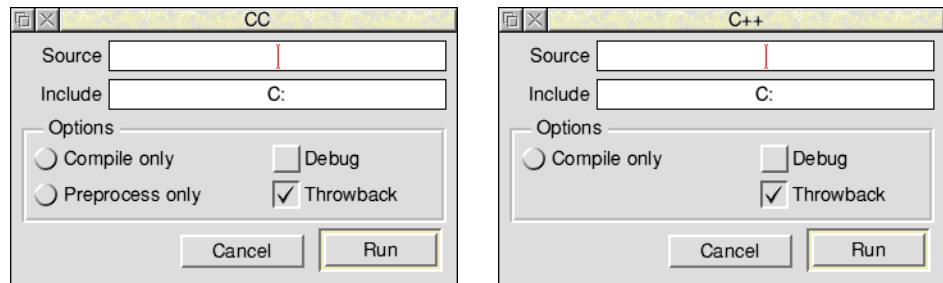 CC
Source
Include C:
Options
Compile only Debug
Preprocess only Throwback
Cancel Run
C++
Source
Include C:
Options
Compile only Debug
Throwback
Cancel Run